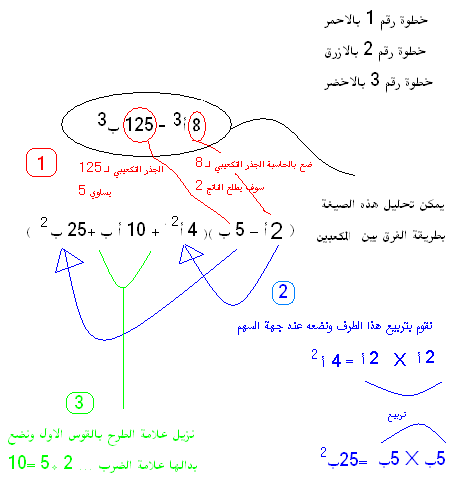 خطوة رقم 1 بالاحمر
خطوة رقم 2 بالازرق
خطوة رقم 3 بالاخضر
8أ³ - 125ب³
1
ضع بالحاسبة الجذر التكعيبي لـ 8
سوف يطلع الناتج 2
الجذر التكعيبي لـ 125
يساوي 5
يمكن تحليل هذه الصيغة
بطريقة الفرق بين المكعبين
(2أ - 5ب)(4أ² + 10أب + 25ب²)
2
نقوم بتربيع هذا الطرف ونضعه عند جهة السهم
2أ X 2أ = 4أ²
تربيع
5ب X 5ب = 25ب²
3
نزيل علامة الطرح بالقوس الاول ونضع
بدالها علامة الضرب ... 2 * 5 = 10